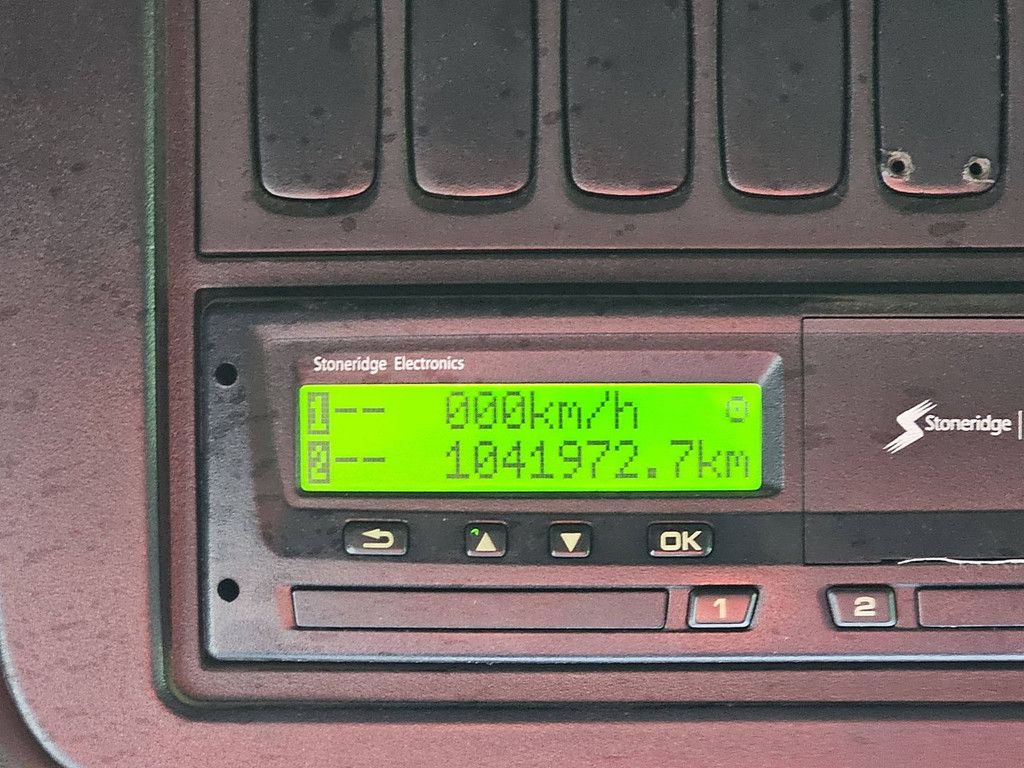 Stoneridge Electronics
1-- 000km/h
2-- 1041972.7km
Stoneridge
OK
1 2